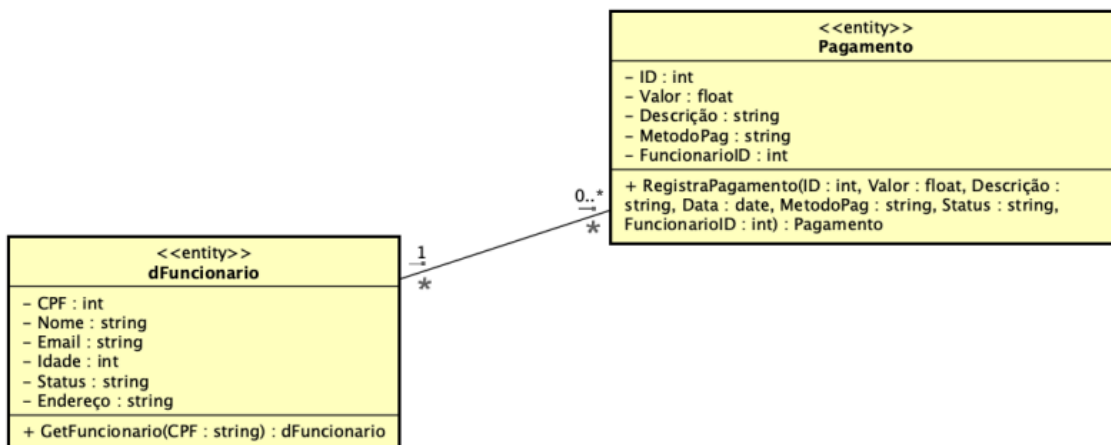 <<entity>>
Pagamento
- ID : int
- Valor : float
- Descrição : string
- MetodoPag : string
- FuncionarioID : int
+ RegistraPagamento(ID : int, Valor : float, Descrição :
string, Data : date, MetodoPag : string, Status : string,
FuncionarioID : int) : Pagamento
0..*
*
1
*
<<entity>>
dFuncionario
- CPF : int
- Nome : string
- Email : string
- Idade : int
- Status : string
- Endereço : string
+ GetFuncionario(CPF : string) : dFuncionario